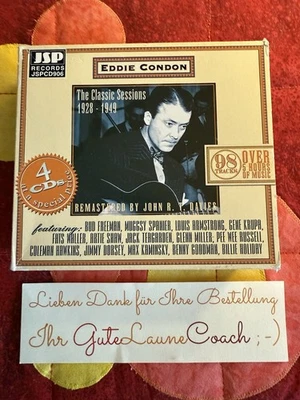 JSP
RECORDS
JSPCD906
EDDIE CONDON
The Classic Sessions
1928 - 1949
4
CDs
at a special price
98
TRACKS
OVER
5 HOURS
OF MUSIC
REMASTERED BY JOHN R. T. DAVIES
featuring: BUD FREEMAN, MUGGSY SPANIER, LOUIS ARMSTRONG, GENE KRUPA,
FATS WALLER, ARTIE SHAW, JACK TEAGARDEN, GLENN MILLER, PEE WEE RUSSELL,
COLEMAN HAWKINS, JIMMY DORSEY, MAX KAMINSKY, BENNY GOODMAN, BILLIE HOLIDAY
Lieben Dank für Ihre Bestellung
Ihr GuteLauneCoach ;-)